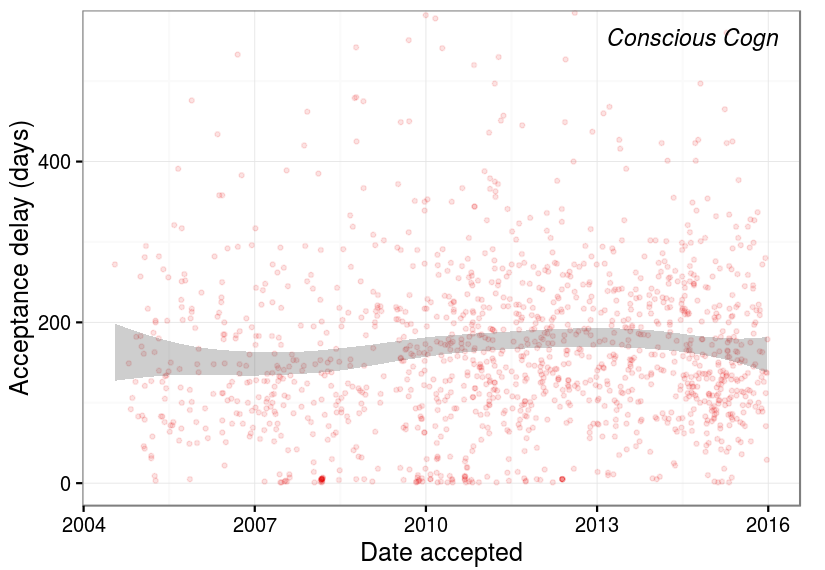 Conscious Cogn
Acceptance delay (days)
400
200
0
2004 2007 2010 2013 2016
Date accepted